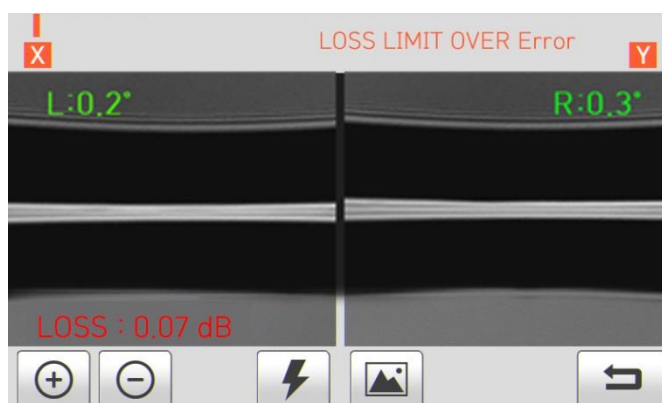 LOSS LIMIT OVER Error
X
Y
L:0.2°
R:0.3°
LOSS : 0.07 dB